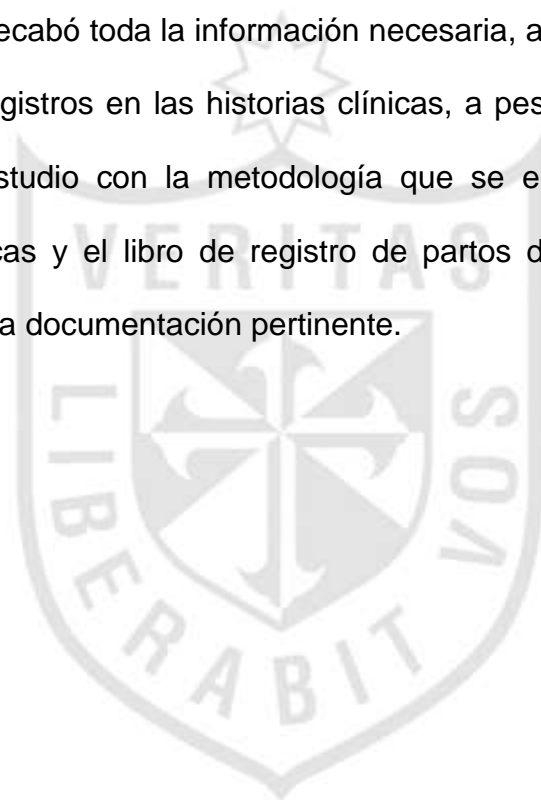 ecabó toda la información necesaria, a
gistros en las historias clínicas, a pes
studio con la metodología que se e
cas y el libro de registro de partos d
a documentación pertinente.
VERITAS
LIBERABIT VOS